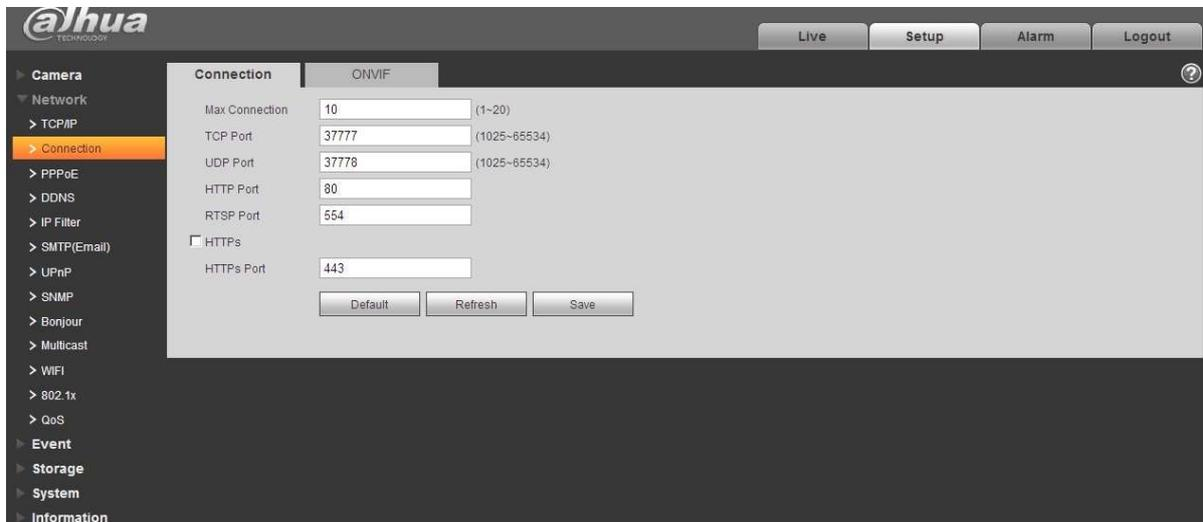 alhua
TECHNOLOGY
Live
Setup
Alarm
Logout
Camera
Network
> TCP/IP
> Connection
> PPPoE
> DDNS
> IP Filter
> SMTP(Email)
> UPnP
> SNMP
> Bonjour
> Multicast
> WIFI
> 802.1x
> QoS
Event
Storage
System
Information
Connection
ONVIF
?
Max Connection 10 (1~20)
TCP Port 37777 (1025~65534)
UDP Port 37778 (1025~65534)
HTTP Port 80
RTSP Port 554
HTTPs
HTTPs Port 443
Default
Refresh
Save